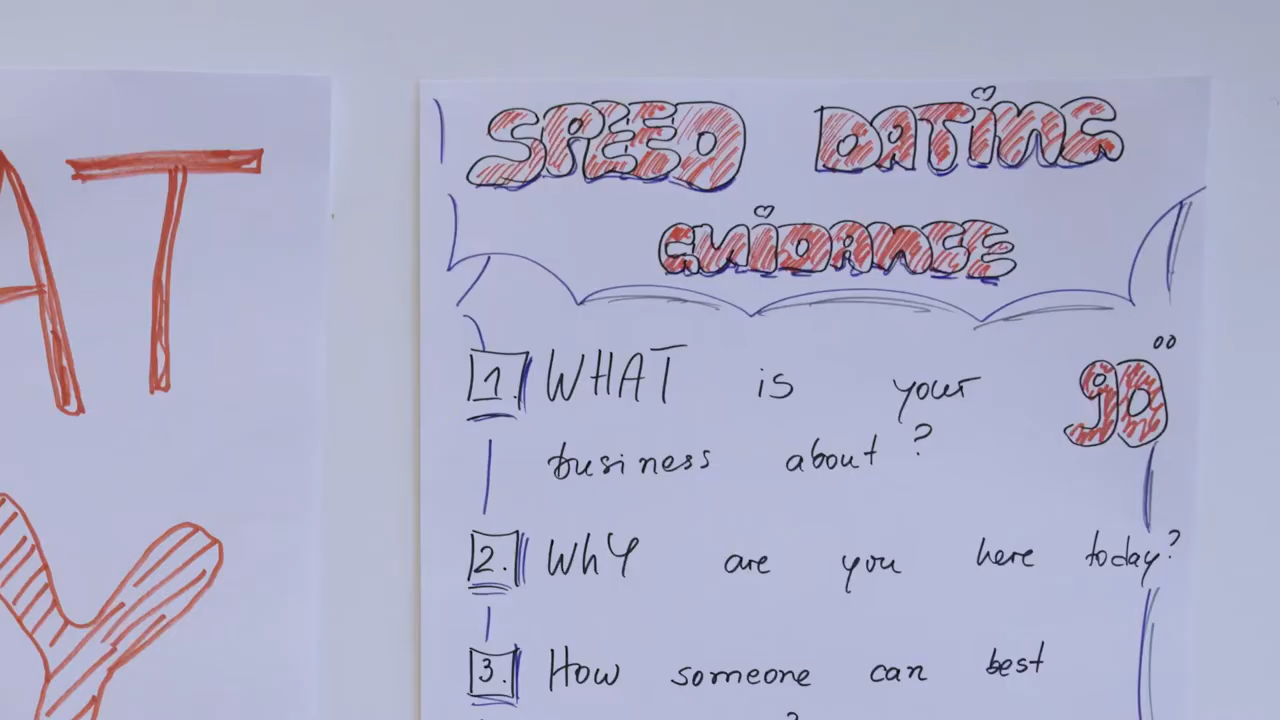 AT
Y
SPEED DATING
GUIDANCE
1. WHAT is your
business about?
90"
2. WhY are you here today?
3. How someone can best
?